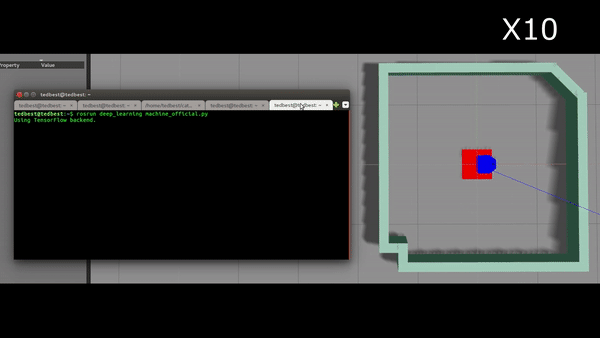 X10
Property Value
tedbest@tedbest: ~
tedbest@tedbest: ~ tedbest@tedbest: ~ /home/tedbest/cat... tedbest@tedbest: ~ tedbest@tedbest: ~
tedbest@tedbest:~$ rosrun deep_learning machine_official.py
Using TensorFlow backend.